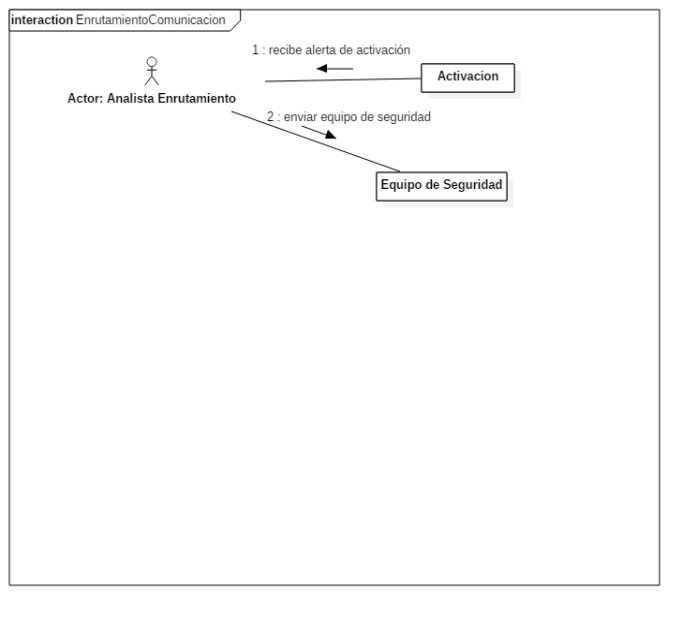 interaction EnrutamientoComunicacion
1 : recibe alerta de activación
Activacion
Actor: Analista Enrutamiento
2 : enviar equipo de seguridad
Equipo de Seguridad